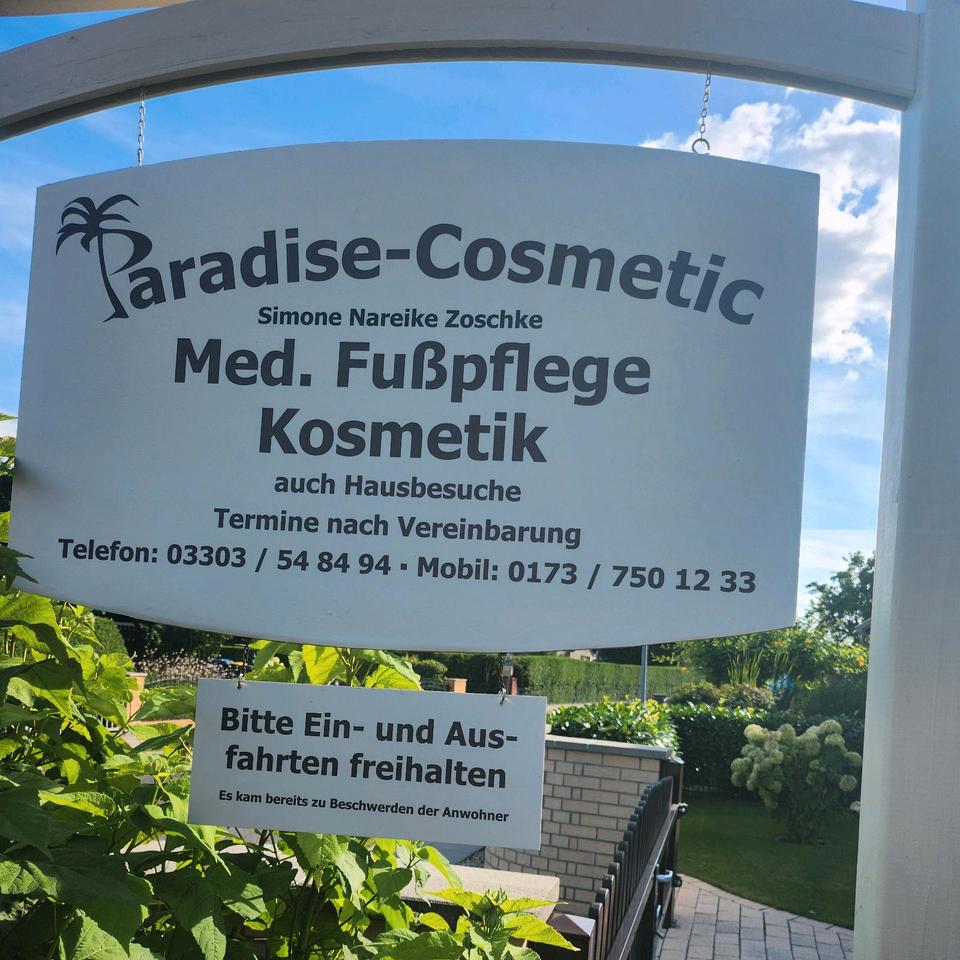 Paradise-Cosmetic
Simone Nareike Zoschke
Med. Fußpflege
Kosmetik
auch Hausbesuche
Termine nach Vereinbarung
Telefon: 03303 / 54 84 94 ▪ Mobil: 0173 / 750 12 33
Bitte Ein- und Aus-
fahrten freihalten
Es kam bereits zu Beschwerden der Anwohner